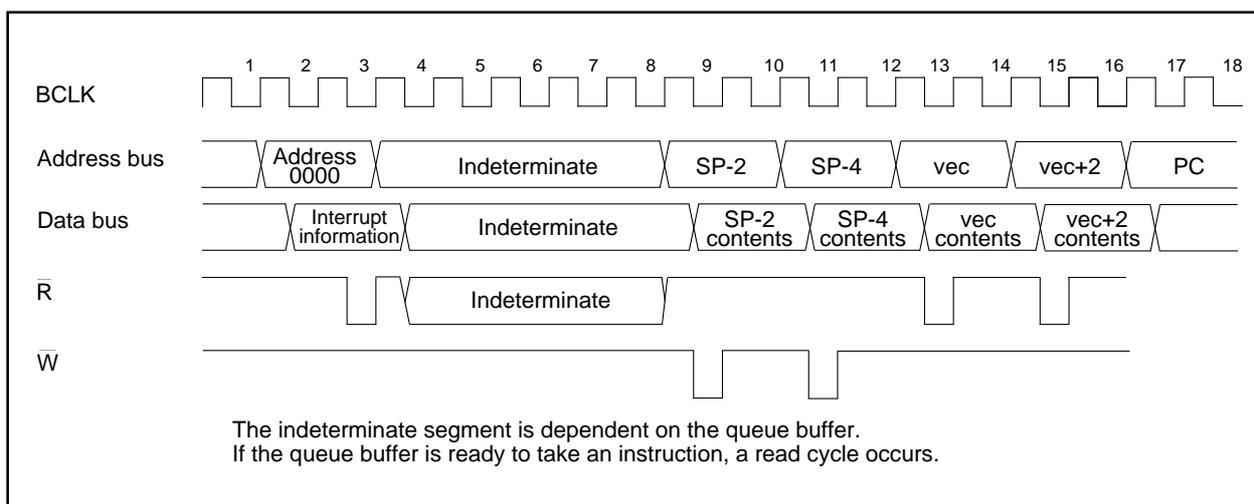 1 2 3 4 5 6 7 8 9 10 11 12 13 14 15 16 17 18
BCLK
Address bus
Address
0000
Indeterminate
SP-2
SP-4
vec
vec+2
PC
Data bus
Interrupt
information
Indeterminate
SP-2
contents
SP-4
contents
vec
contents
vec+2
contents
R̅
Indeterminate
W̅
The indeterminate segment is dependent on the queue buffer.
If the queue buffer is ready to take an instruction, a read cycle occurs.